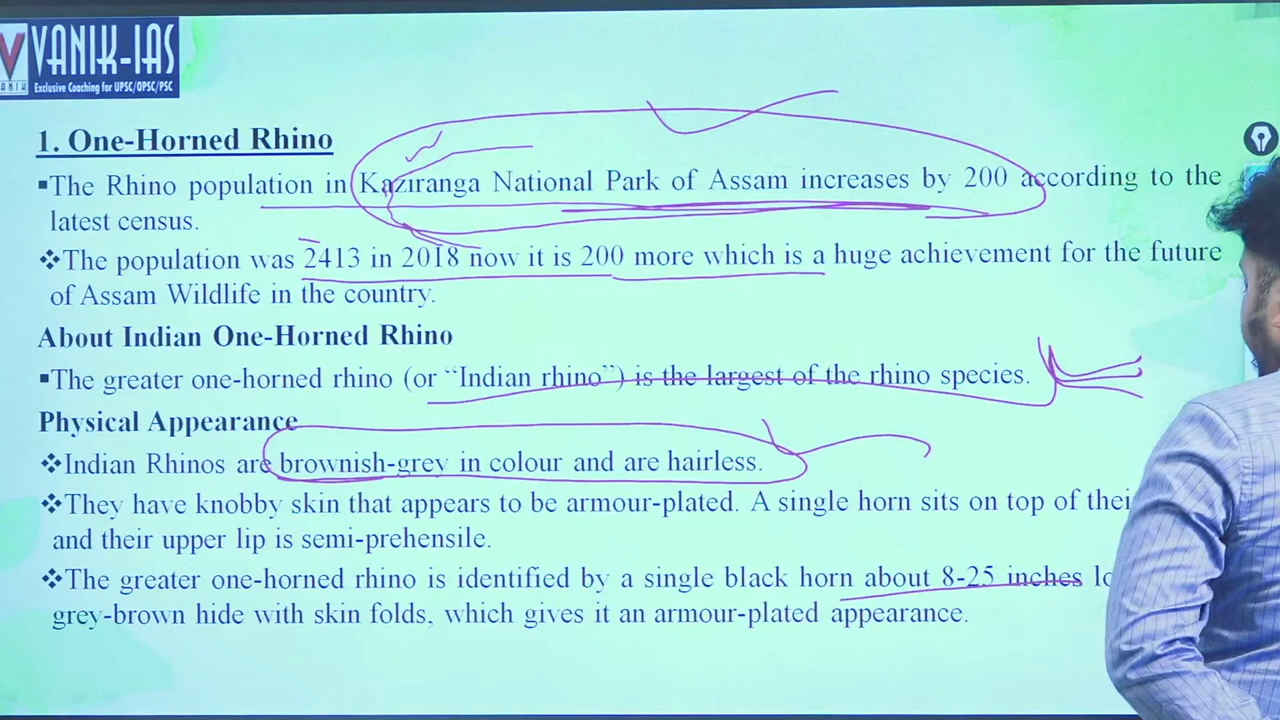 VANIK-IAS
Exclusive Coaching for UPSC/OPSC/PSC
1. One-Horned Rhino
▪The Rhino population in Kaziranga National Park of Assam increases by 200 according to the
latest census.
❖The population was 2413 in 2018 now it is 200 more which is a huge achievement for the future
of Assam Wildlife in the country.
About Indian One-Horned Rhino
▪The greater one-horned rhino (or “Indian rhino”) is the largest of the rhino species.
Physical Appearance
❖Indian Rhinos are brownish-grey in colour and are hairless.
❖They have knobby skin that appears to be armour-plated. A single horn sits on top of thei
and their upper lip is semi-prehensile.
❖The greater one-horned rhino is identified by a single black horn about 8-25 inches lo
grey-brown hide with skin folds, which gives it an armour-plated appearance.